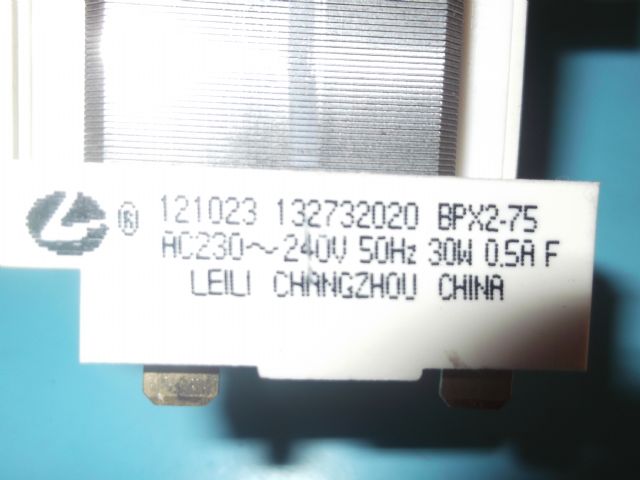 ® 121023 132732020 BPX2-75
AC230~240V 50Hz 30W 0.5A F
LEILI CHANGZHOU CHINA